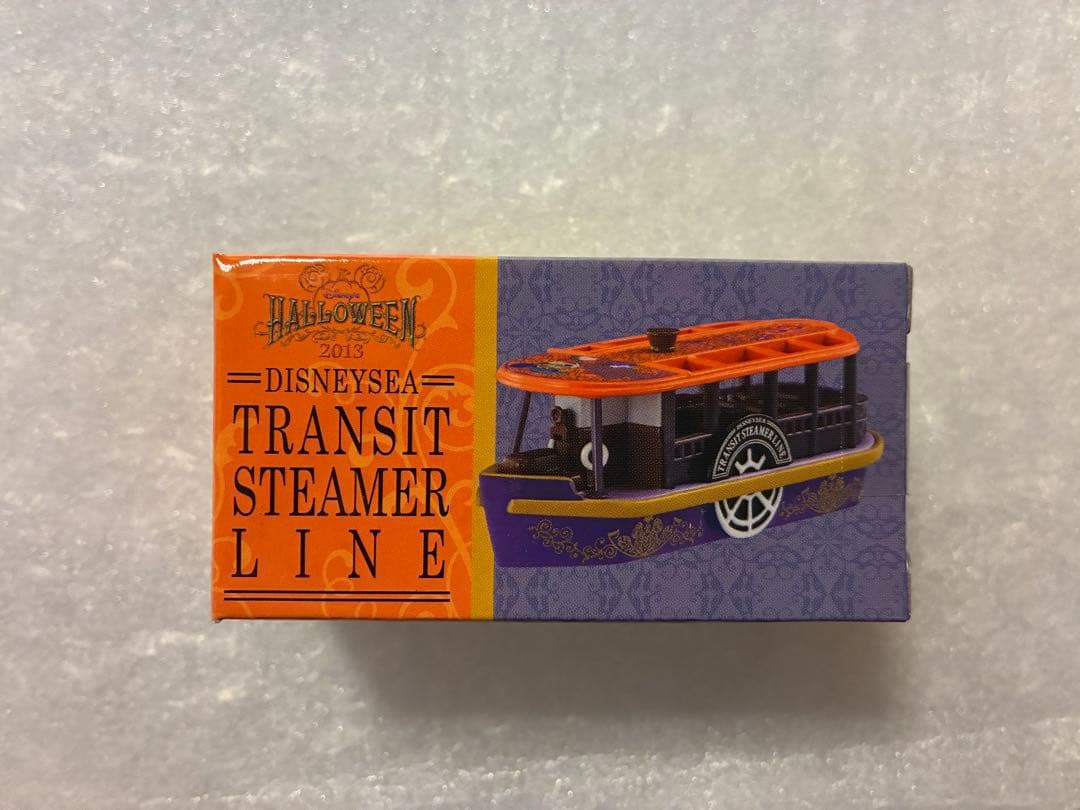 Disney's
HALLOWEEN
2013
DISNEYSEA
TRANSIT
STEAMER
LINE
DISNEYSEA
TRANSIT STEAMER LINE